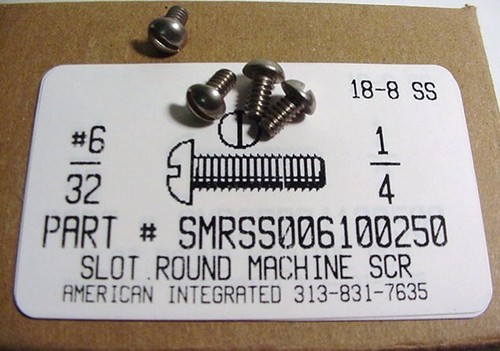 18-8 SS
#6 1
32 4
PART # SMRSS006100250
SLOT ROUND MACHINE SCR
AMERICAN INTEGRATED 313-831-7635